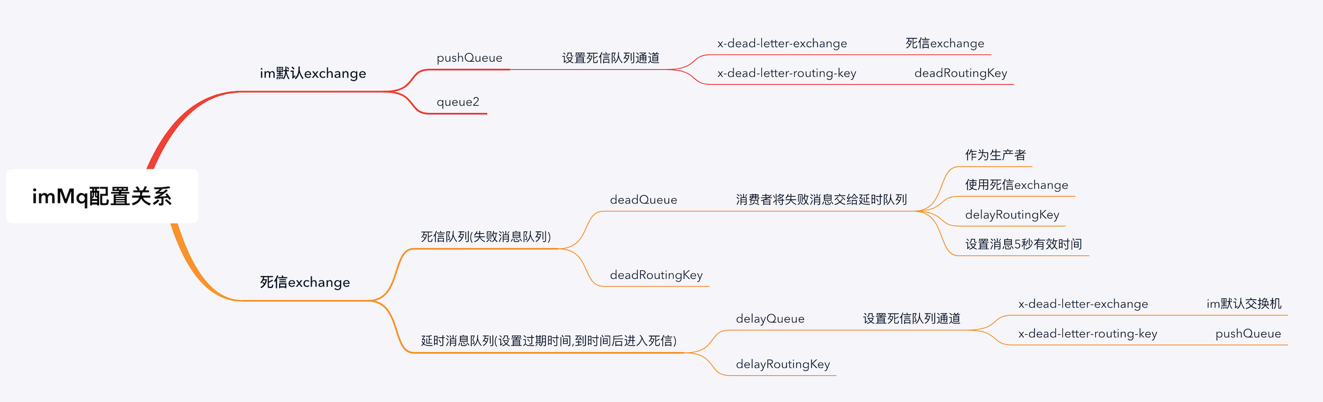 imMq配置关系
im默认exchange
pushQueue
设置死信队列通道
x-dead-letter-exchange
死信exchange
x-dead-letter-routing-key
deadRoutingKey
queue2
死信exchange
死信队列(失败消息队列)
deadQueue
消费者将失败消息交给延时队列
作为生产者
使用死信exchange
delayRoutingKey
设置消息5秒有效时间
deadRoutingKey
延时消息队列(设置过期时间,到时间后进入死信)
delayQueue
设置死信队列通道
x-dead-letter-exchange
im默认交换机
x-dead-letter-routing-key
pushQueue
delayRoutingKey